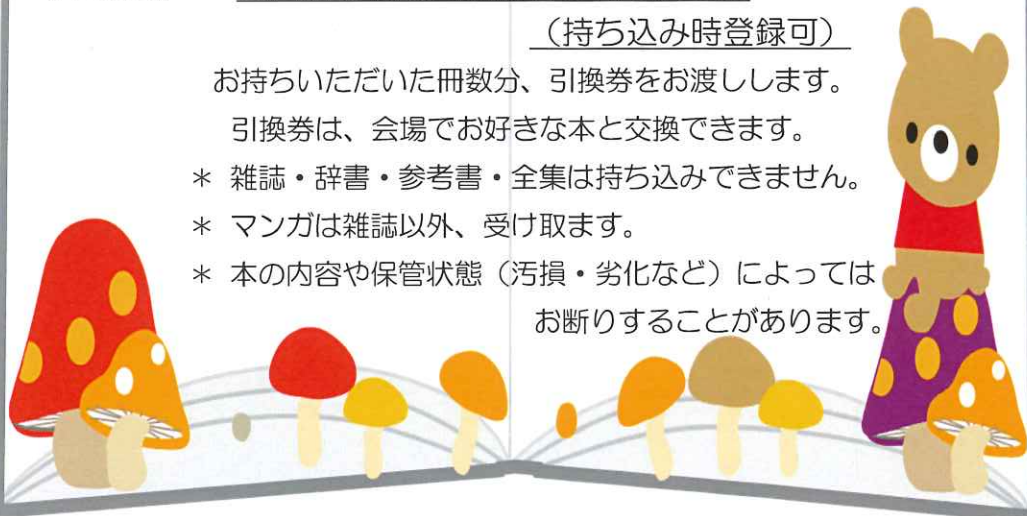 （持ち込み時登録可）
お持ちいただいた冊数分、引換券をお渡しします。
引換券は、会場でお好きな本と交換できます。
＊ 雑誌・辞書・参考書・全集は持ち込みできません。
＊ マンガは雑誌以外、受け取ます。
＊ 本の内容や保管状態（汚損・劣化など）によっては
お断りすることがあります。